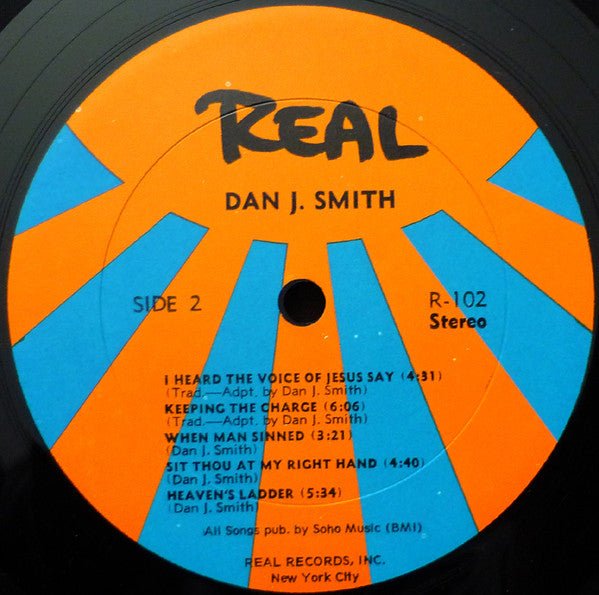 REAL
DAN J. SMITH
SIDE 2
R-102
Stereo
I HEARD THE VOICE OF JESUS SAY (4:31)
(Trad.—Adpt. by Dan J. Smith)
KEEPING THE CHARGE (6:06)
(Trad.—Adpt. by Dan J. Smith)
WHEN MAN SINNED (3:21)
(Dan J. Smith)
SIT THOU AT MY RIGHT HAND (4:40)
(Dan J. Smith)
HEAVEN'S LADDER (5:34)
(Dan J. Smith)
All Songs pub. by Soho Music (BMI)
REAL RECORDS, INC.
New York City